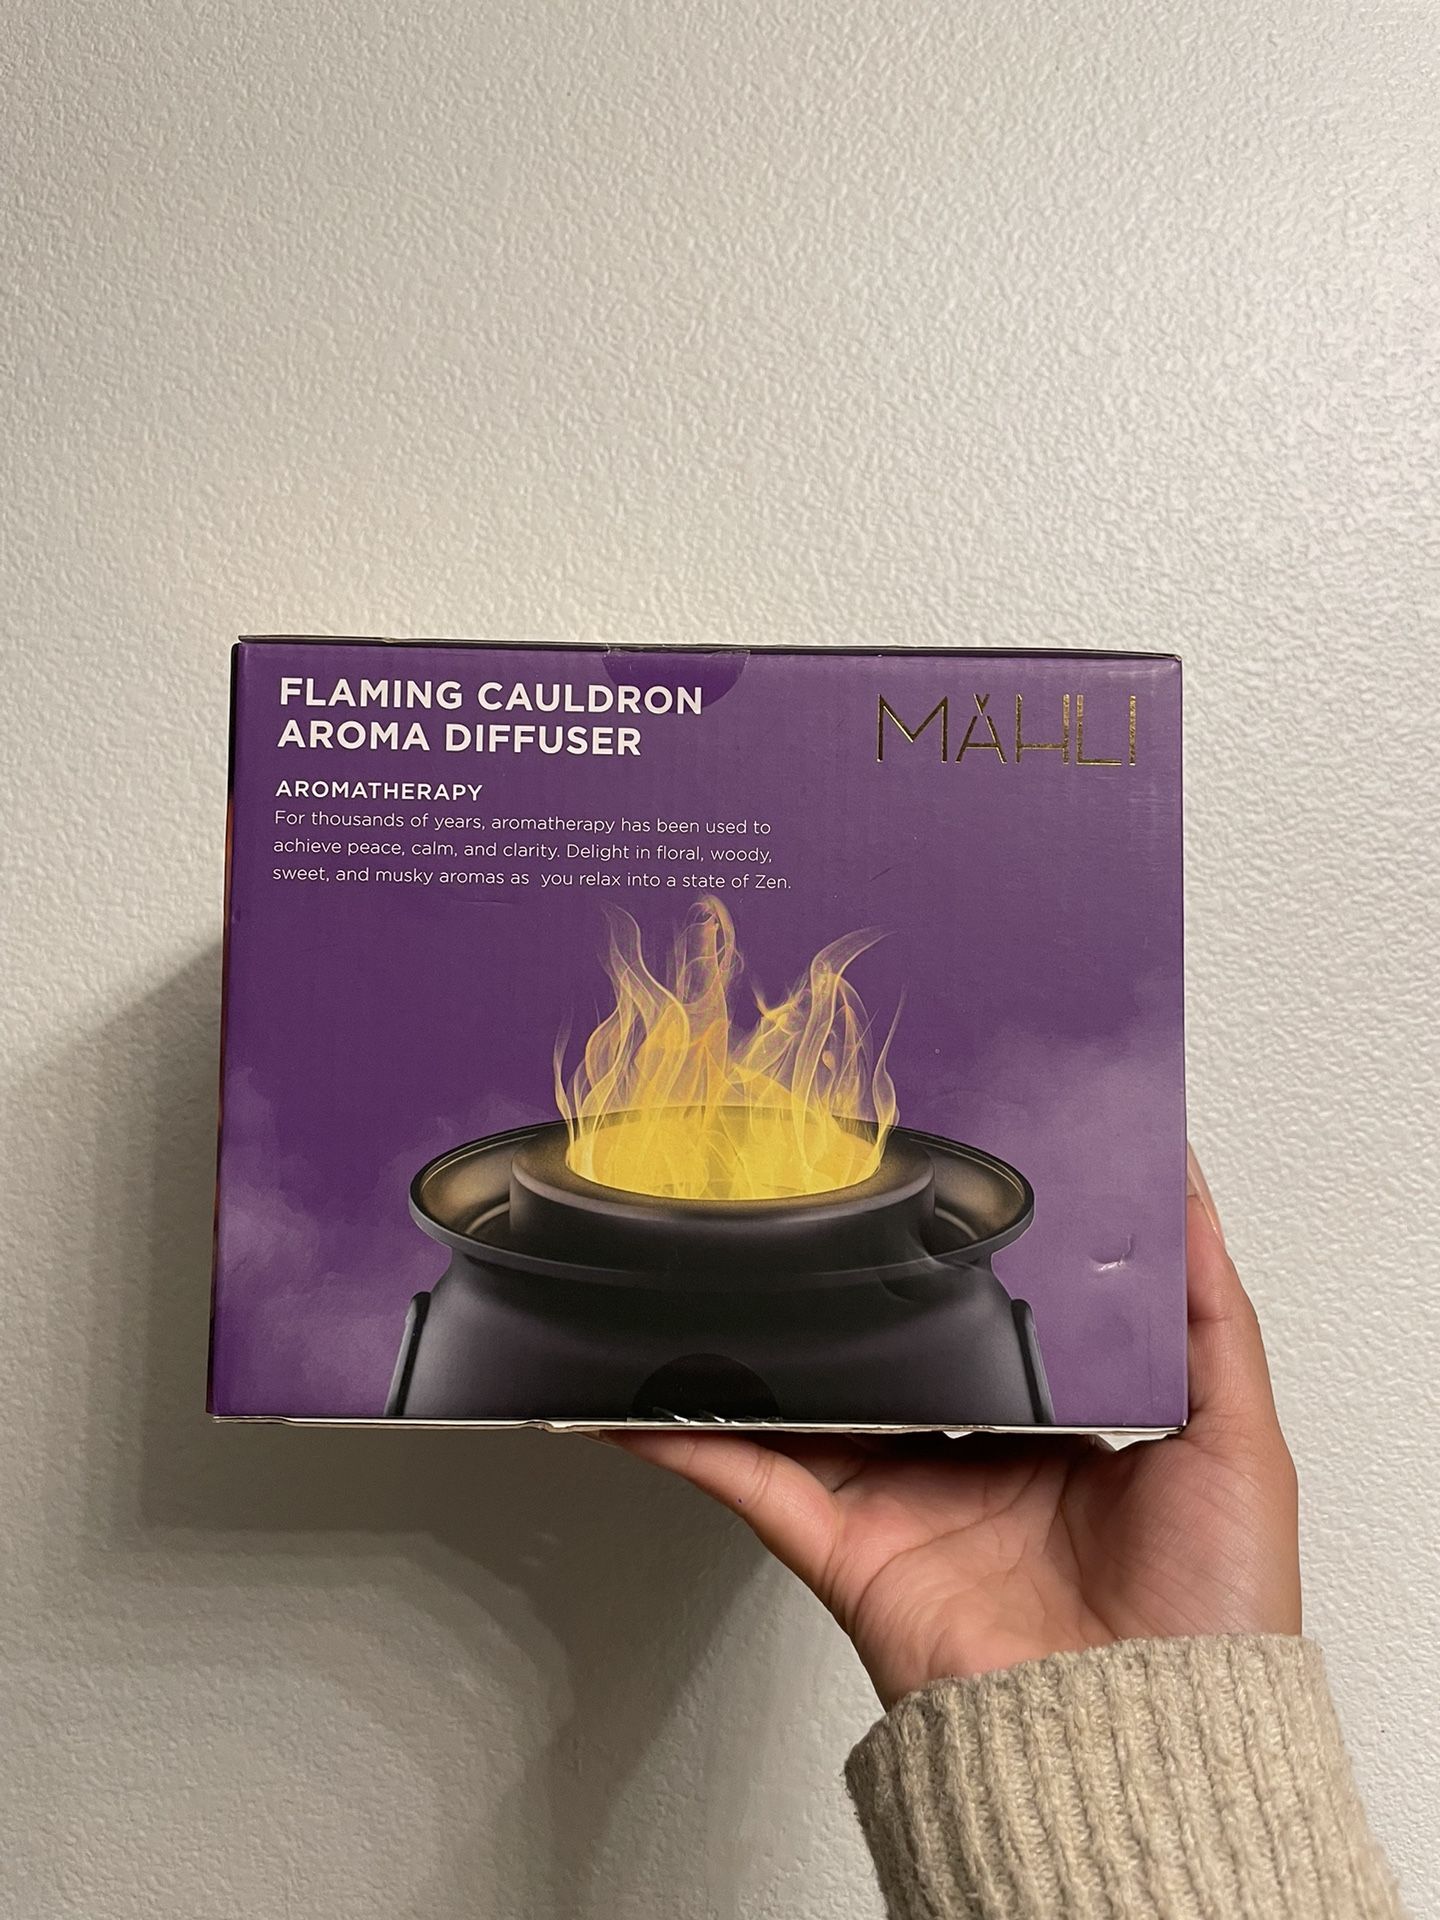 FLAMING CAULDRON
AROMA DIFFUSER
MAHLI
AROMATHERAPY
For thousands of years, aromatherapy has been used to
achieve peace, calm, and clarity. Delight in floral, woody,
sweet, and musky aromas as  you relax into a state of Zen.